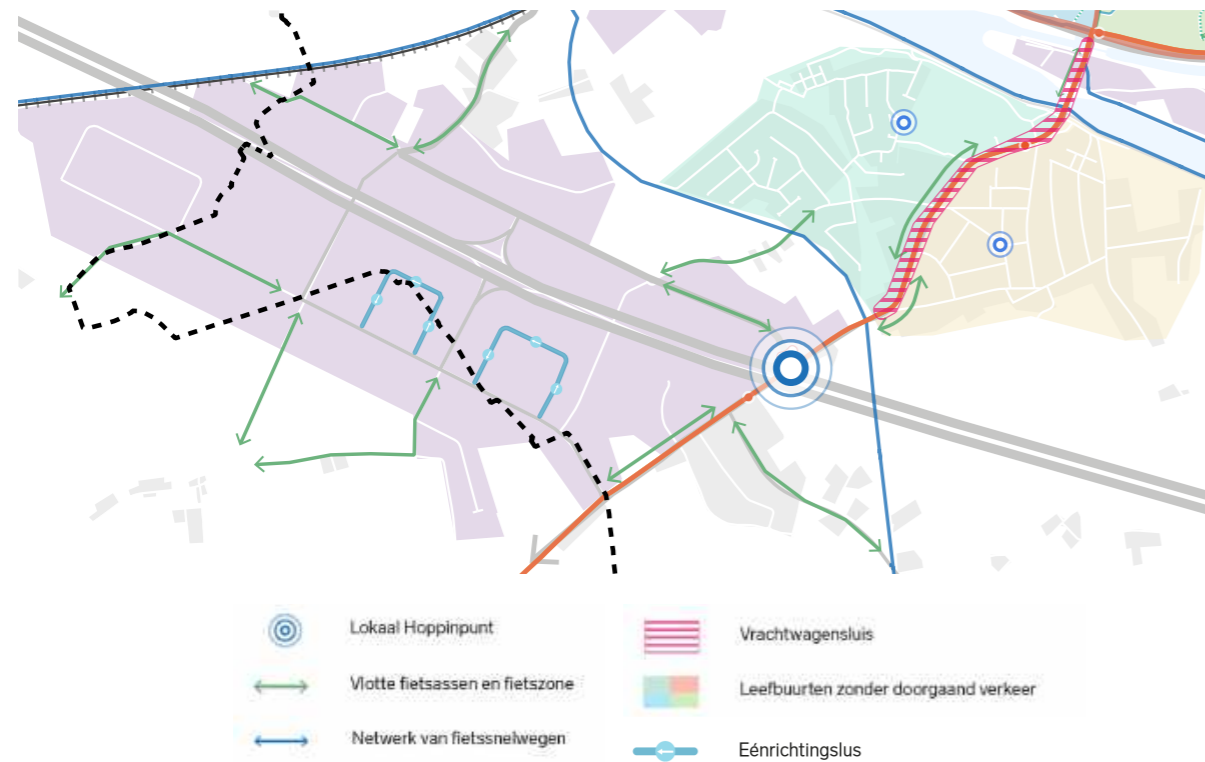 Lokaal Hoppinpunt
Vlotte fietsassen en fietszone
Netwerk van fietssnelwegen
Vrachtwagensluis
Leefbuurten zonder doorgaand verkeer
Eénrichtingslus